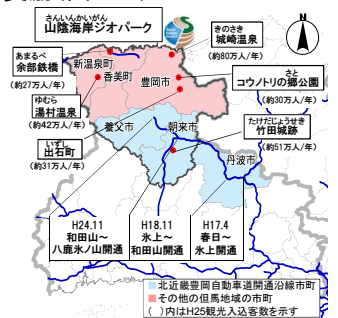 さんいんかいがん
山陰海岸ジオパーク
N
きのさき
城崎温泉
(約80万人/年)
あまるべ
余部鉄橋
(約27万人/年)
新温泉町
香美町
豊岡市
さと
コウノトリの郷公園
(約30万人/年)
ゆむら
湯村温泉
(約42万人/年)
養父市
朝来市
たけだじょうせき
竹田城跡
(約51万人/年)
いずし
出石町
(約31万人/年)
丹波市
H24.11
和田山~
八鹿氷ノ山開通
H18.11
氷上~
和田山開通
H17.4
春日~
氷上開通
北近畿豊岡自動車道開通沿線市町
その他の但馬地域の市町
( )内はH25観光入込客数を示す